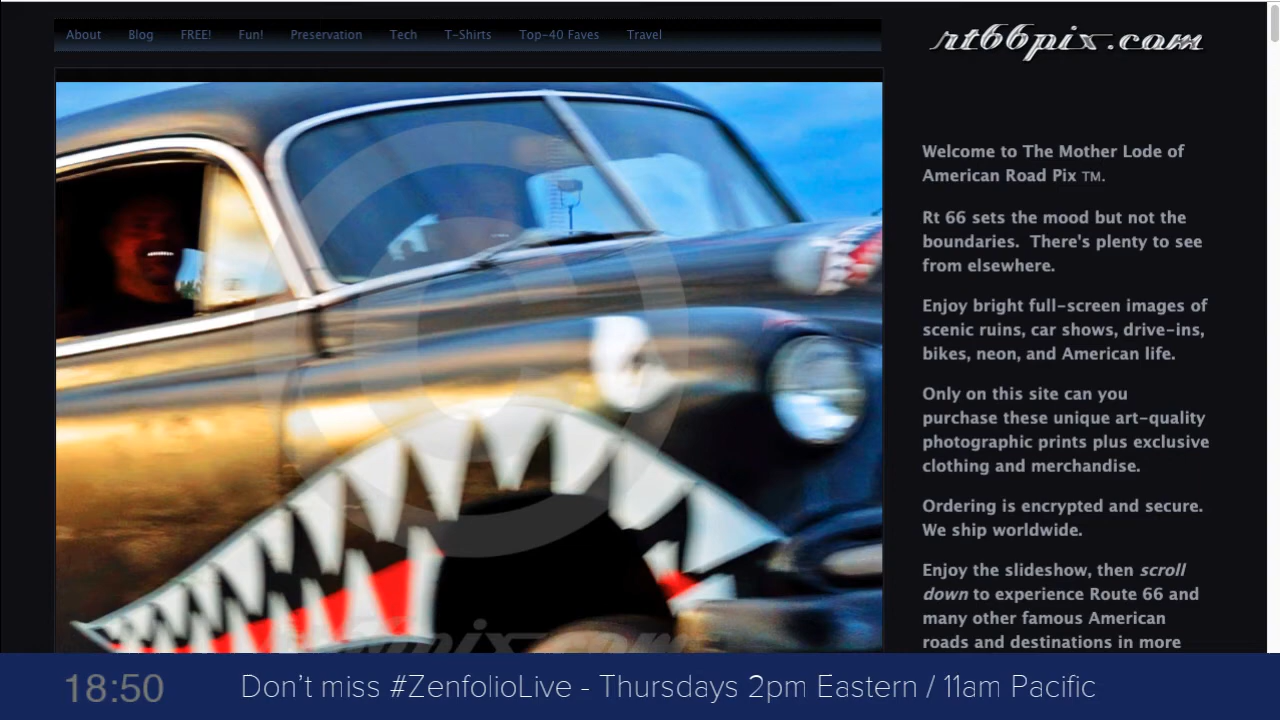 About Blog FREE! Fun! Preservation Tech T-Shirts Top-40 Faves Travel
rt66pix.com
Welcome to The Mother Lode of
American Road Pix TM.
Rt 66 sets the mood but not the
boundaries. There's plenty to see
from elsewhere.
Enjoy bright full-screen images of
scenic ruins, car shows, drive-ins,
bikes, neon, and American life.
Only on this site can you
purchase these unique art-quality
photographic prints plus exclusive
clothing and merchandise.
Ordering is encrypted and secure.
We ship worldwide.
Enjoy the slideshow, then scroll
down to experience Route 66 and
many other famous American
roads and destinations in more
©
rt66pix.com
18:50 Don't miss #ZenfolioLive - Thursdays 2pm Eastern / 11am Pacific